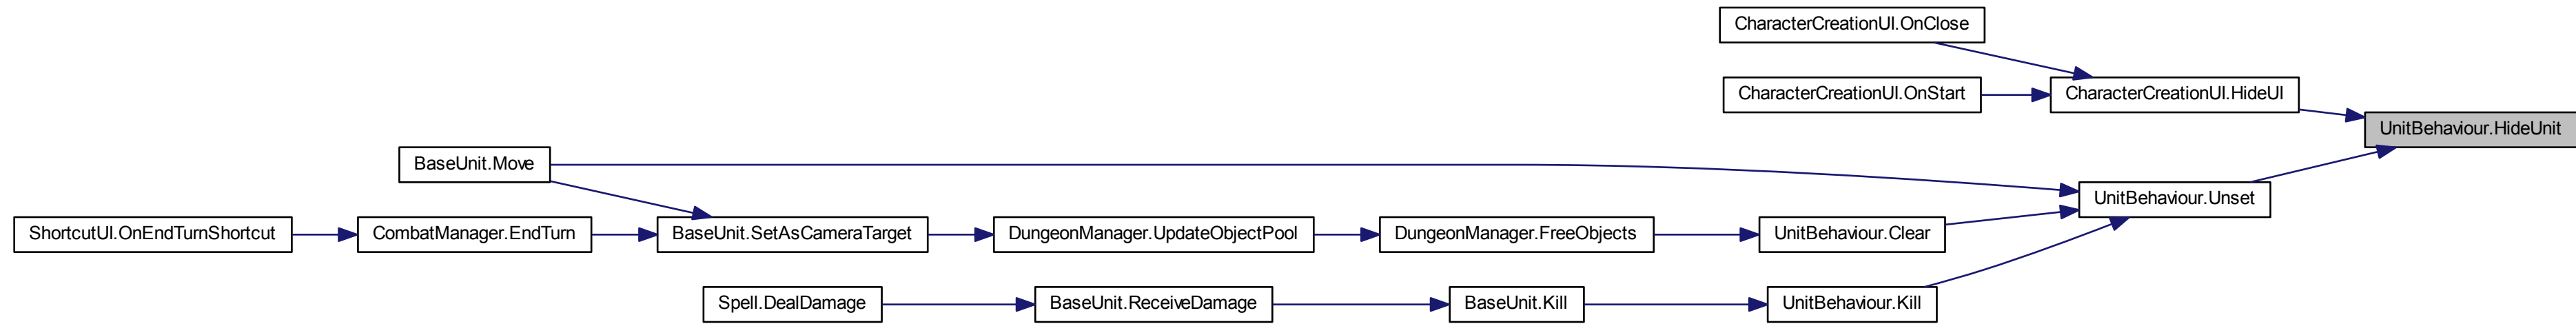 CharacterCreationUI.OnClose
CharacterCreationUI.OnStart
CharacterCreationUI.HideUI
UnitBehaviour.HideUnit
BaseUnit.Move
UnitBehaviour.Unset
ShortcutUI.OnEndTurnShortcut
CombatManager.EndTurn
BaseUnit.SetAsCameraTarget
DungeonManager.UpdateObjectPool
DungeonManager.FreeObjects
UnitBehaviour.Clear
Spell.DealDamage
BaseUnit.ReceiveDamage
BaseUnit.Kill
UnitBehaviour.Kill